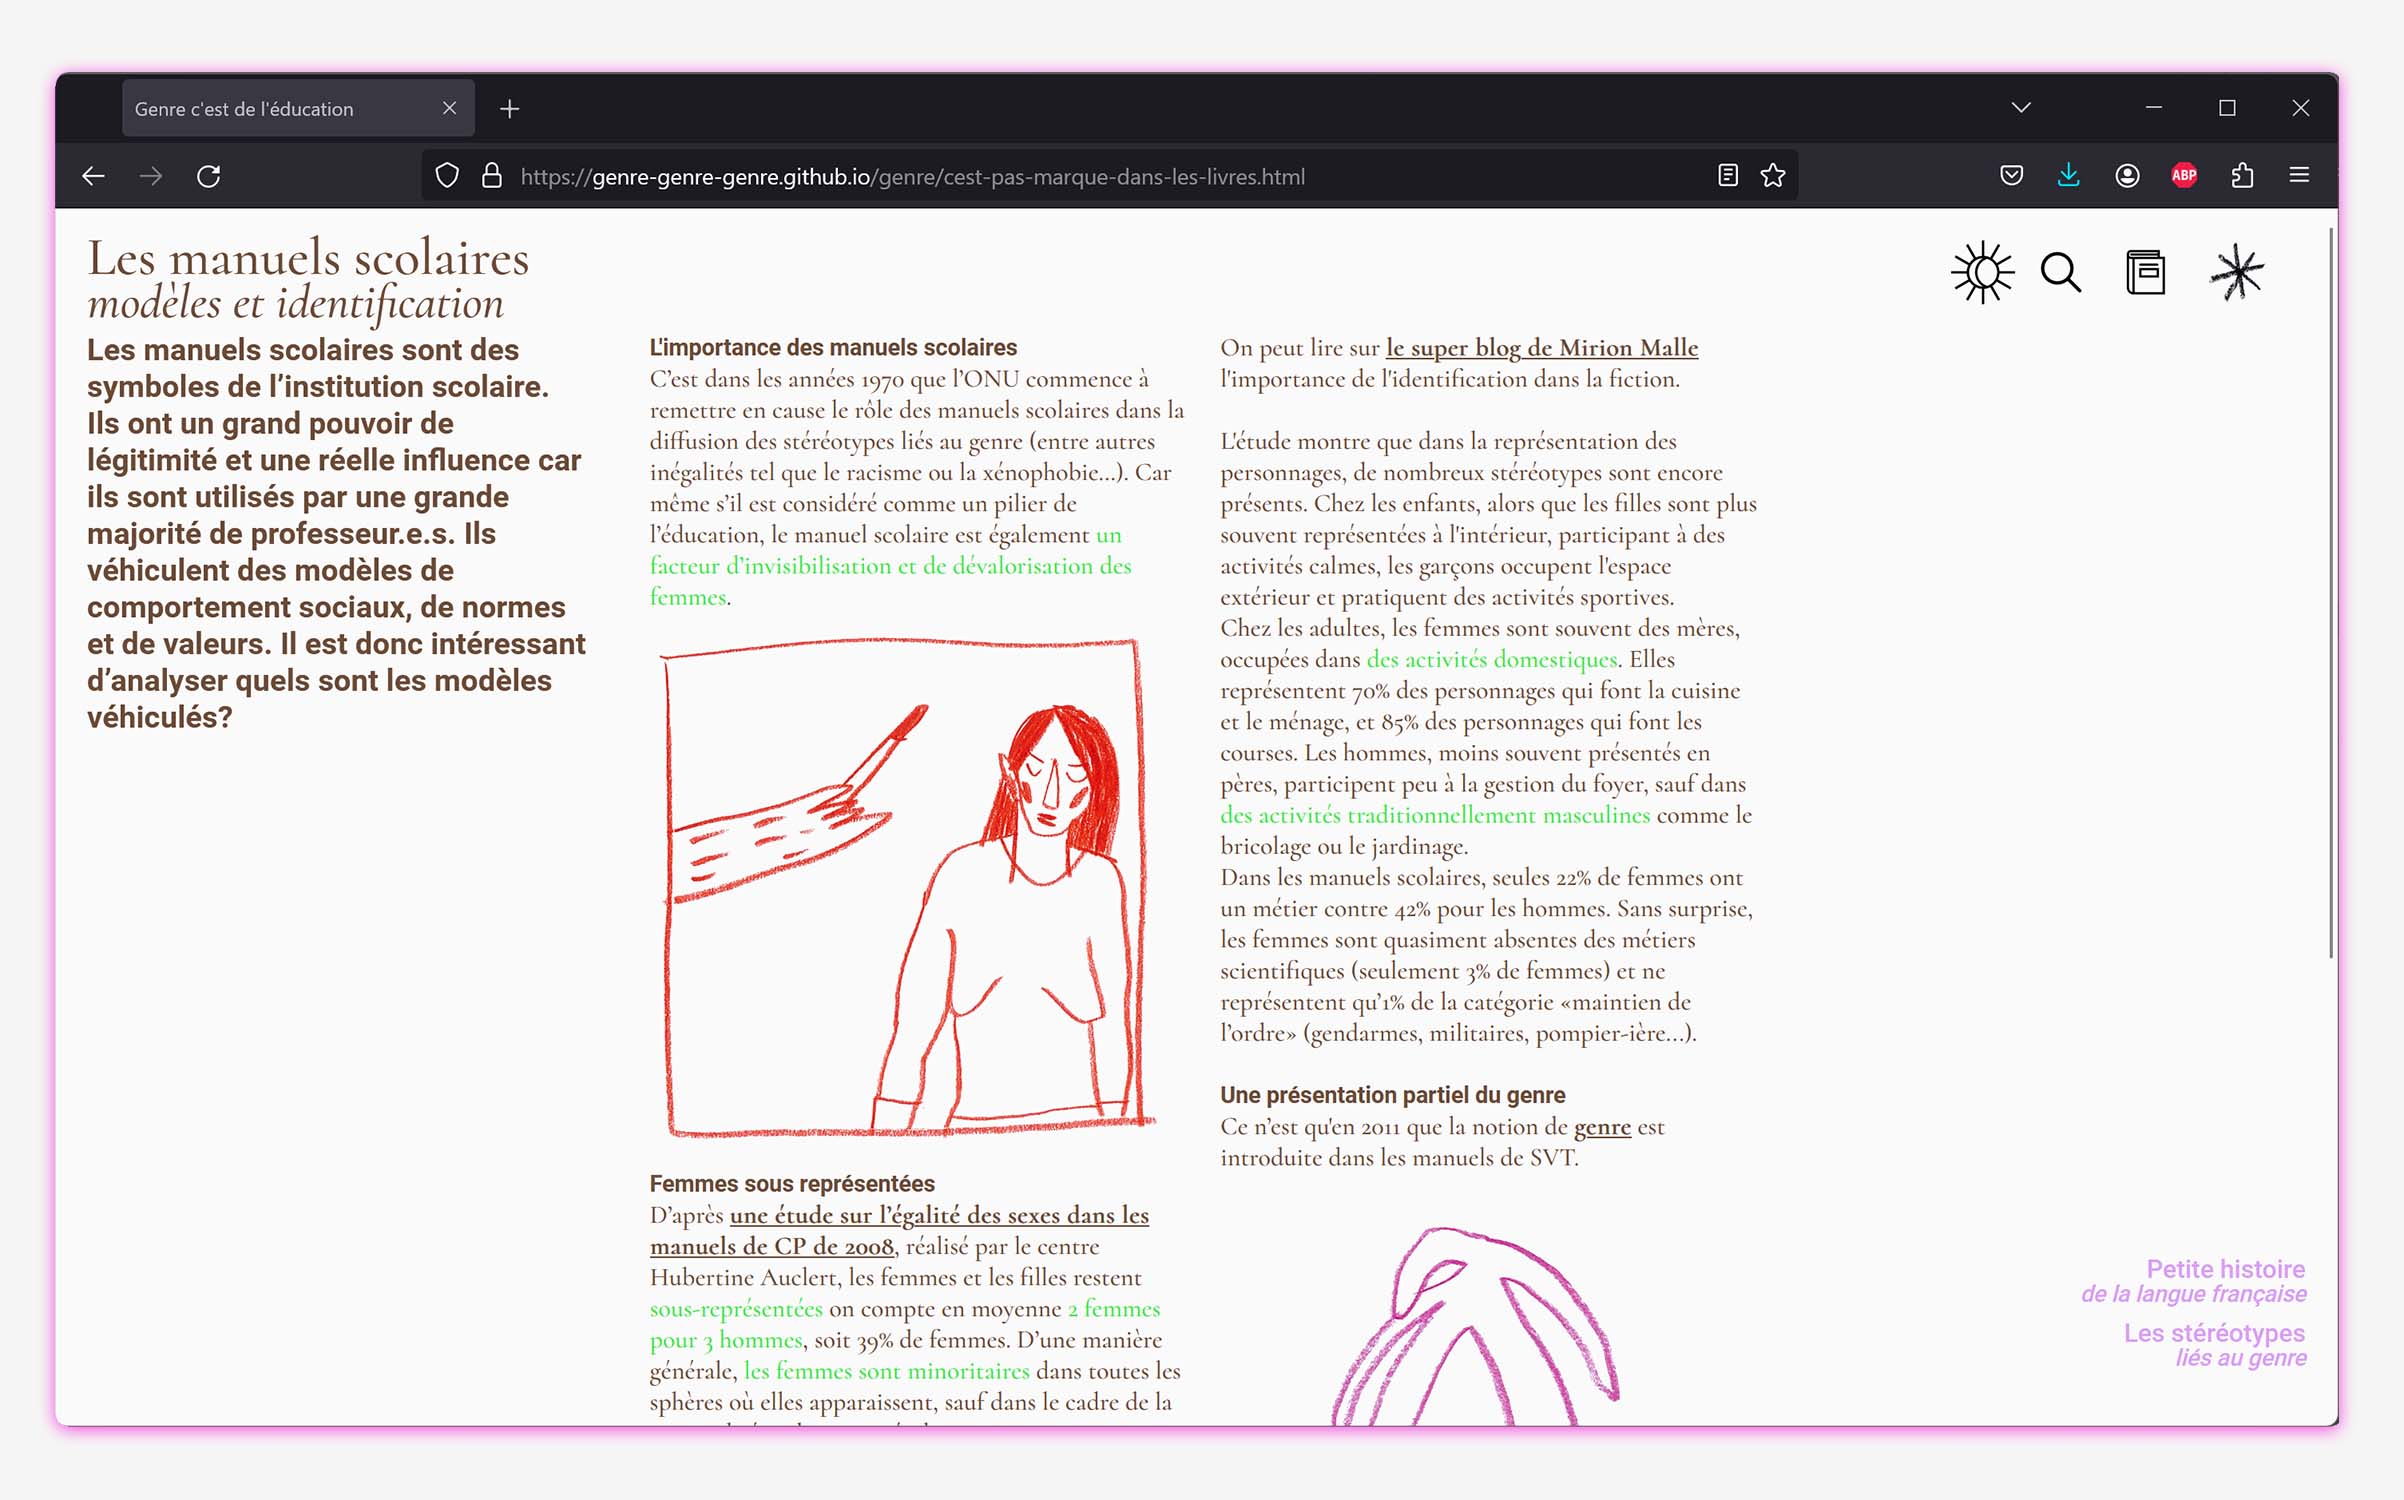 Genre c'est de l'éducation
https://genre-genre-genre.github.io/genre/cest-pas-marque-dans-les-livres.html
ABP
Les manuels scolaires
modèles et identification
Les manuels scolaires sont des
symboles de l’institution scolaire.
Ils ont un grand pouvoir de
légitimité et une réelle influence car
ils sont utilisés par une grande
majorité de professeur.e.s. Ils
véhiculent des modèles de
comportement sociaux, de normes
et de valeurs. Il est donc intéressant
d’analyser quels sont les modèles
véhiculés?
L'importance des manuels scolaires
C’est dans les années 1970 que l’ONU commence à
remettre en cause le rôle des manuels scolaires dans la
diffusion des stéréotypes liés au genre (entre autres
inégalités tel que le racisme ou la xénophobie...). Car
même s’il est considéré comme un pilier de
l’éducation, le manuel scolaire est également un
facteur d’invisibilisation et de dévalorisation des
femmes.
Femmes sous représentées
D’après une étude sur l’égalité des sexes dans les
manuels de CP de 2008, réalisé par le centre
Hubertine Auclert, les femmes et les filles restent
sous-représentées on compte en moyenne 2 femmes
pour 3 hommes, soit 39% de femmes. D’une manière
générale, les femmes sont minoritaires dans toutes les
sphères où elles apparaissent, sauf dans le cadre de la
On peut lire sur le super blog de Mirion Malle
l'importance de l'identification dans la fiction.
L'étude montre que dans la représentation des
personnages, de nombreux stéréotypes sont encore
présents. Chez les enfants, alors que les filles sont plus
souvent représentées à l'intérieur, participant à des
activités calmes, les garçons occupent l'espace
extérieur et pratiquent des activités sportives.
Chez les adultes, les femmes sont souvent des mères,
occupées dans des activités domestiques. Elles
représentent 70% des personnages qui font la cuisine
et le ménage, et 85% des personnages qui font les
courses. Les hommes, moins souvent présentés en
pères, participent peu à la gestion du foyer, sauf dans
des activités traditionnellement masculines comme le
bricolage ou le jardinage.
Dans les manuels scolaires, seules 22% de femmes ont
un métier contre 42% pour les hommes. Sans surprise,
les femmes sont quasiment absentes des métiers
scientifiques (seulement 3% de femmes) et ne
représentent qu’1% de la catégorie «maintien de
l’ordre» (gendarmes, militaires, pompier-ière...).
Une présentation partiel du genre
Ce n’est qu'en 2011 que la notion de genre est
introduite dans les manuels de SVT.
Petite histoire
de la langue française
Les stéréotypes
liés au genre